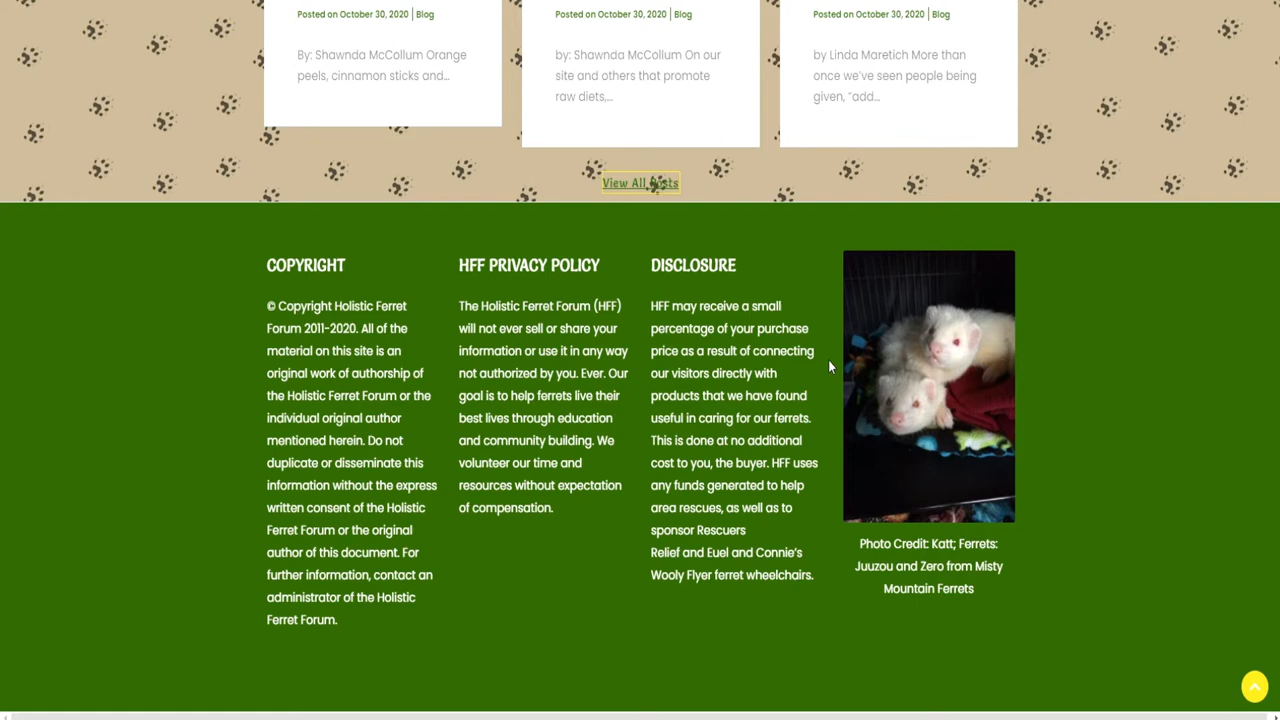 Posted on October 30, 2020 | Blog
By: Shawnda McCollum Orange
peels, cinnamon sticks and...
Posted on October 30, 2020 | Blog
by: Shawnda McCollum On our
site and others that promote
raw diets,...
Posted on October 30, 2020 | Blog
by Linda Maretich More than
once we've seen people being
given, “add...
View All Posts
COPYRIGHT
© Copyright Holistic Ferret
Forum 2011-2020. All of the
material on this site is an
original work of authorship of
the Holistic Ferret Forum or the
individual original author
mentioned herein. Do not
duplicate or disseminate this
information without the express
written consent of the Holistic
Ferret Forum or the original
author of this document. For
further information, contact an
administrator of the Holistic
Ferret Forum.
HFF PRIVACY POLICY
The Holistic Ferret Forum (HFF)
will not ever sell or share your
information or use it in any way
not authorized by you. Ever. Our
goal is to help ferrets live their
best lives through education
and community building. We
volunteer our time and
resources without expectation
of compensation.
DISCLOSURE
HFF may receive a small
percentage of your purchase
price as a result of connecting
our visitors directly with
products that we have found
useful in caring for our ferrets.
This is done at no additional
cost to you, the buyer. HFF uses
any funds generated to help
area rescues, as well as to
sponsor Rescuers
Relief and Euel and Connie's
Wooly Flyer ferret wheelchairs.
Photo Credit: Katt; Ferrets:
Juuzou and Zero from Misty
Mountain Ferrets